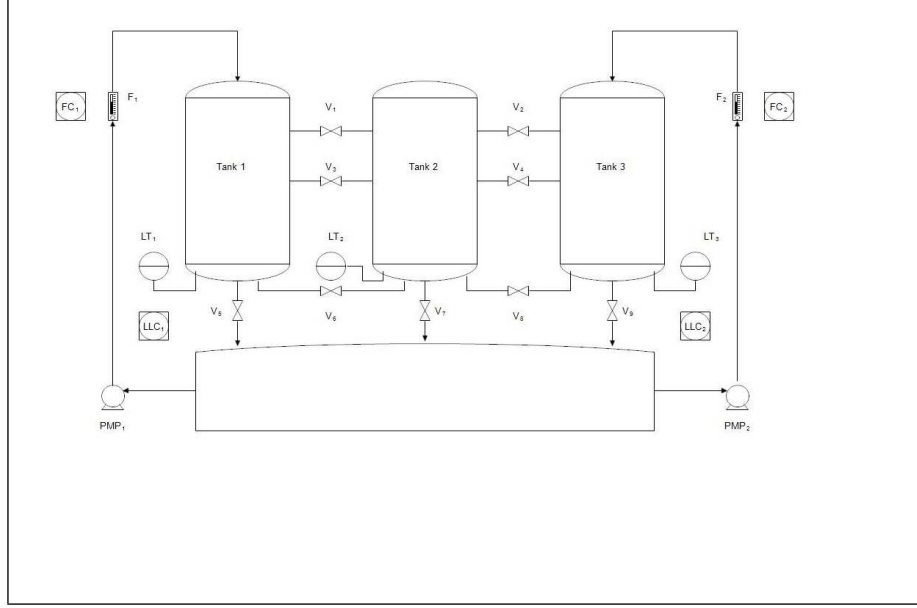 V₁
V₂
F₁
F₂
FC₁
FC₂
Tank 1
V₃
Tank 2
V₄
Tank 3
LT₁
LT₂
LT₃
V₅
V₆
V₇
V₈
V₉
LLC₁
LLC₂
PMP₁
PMP₂